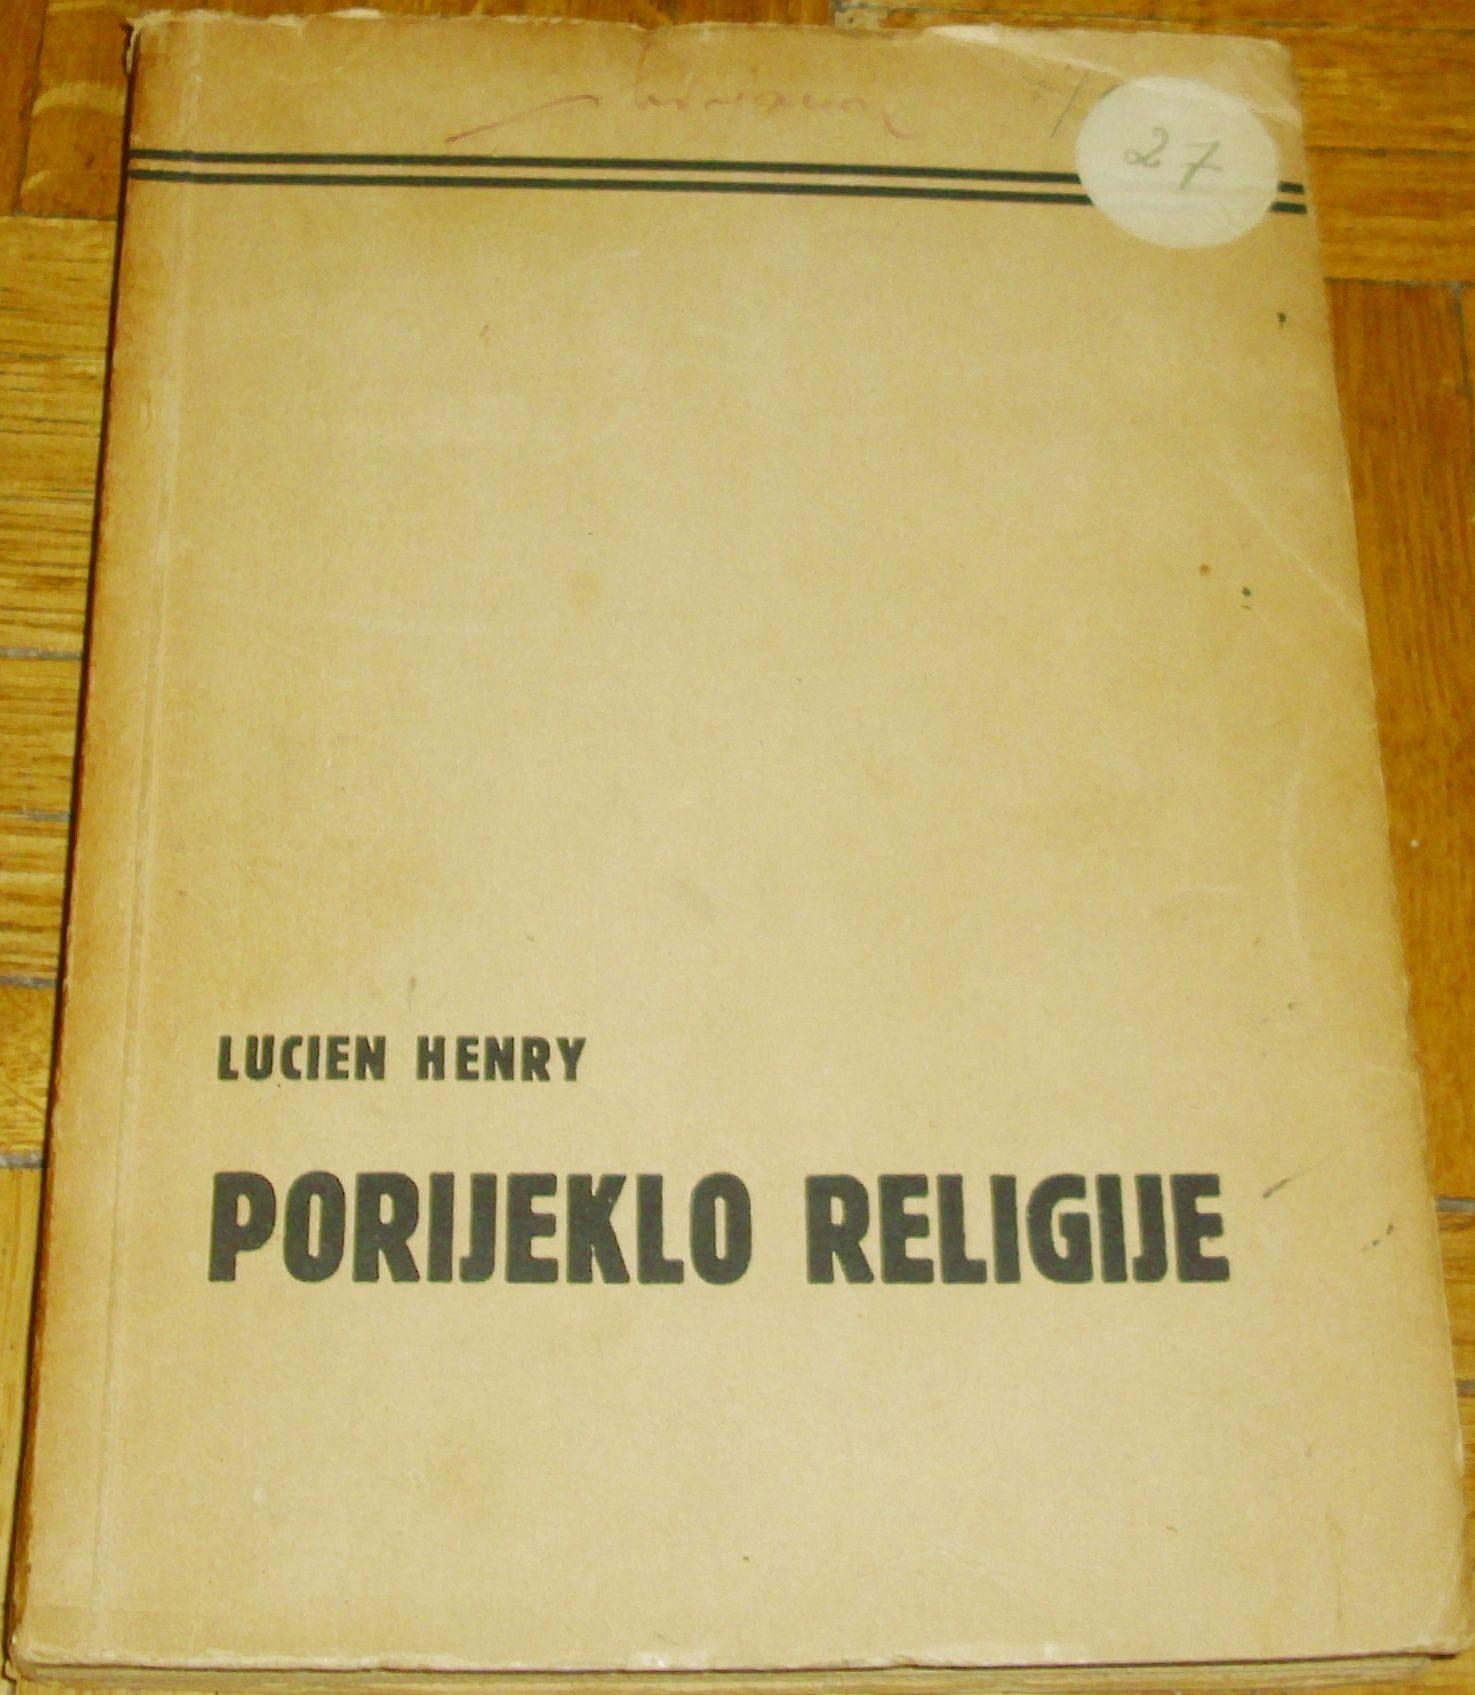 27
LUCIEN HENRY
PORIJEKLO RELIGIJE